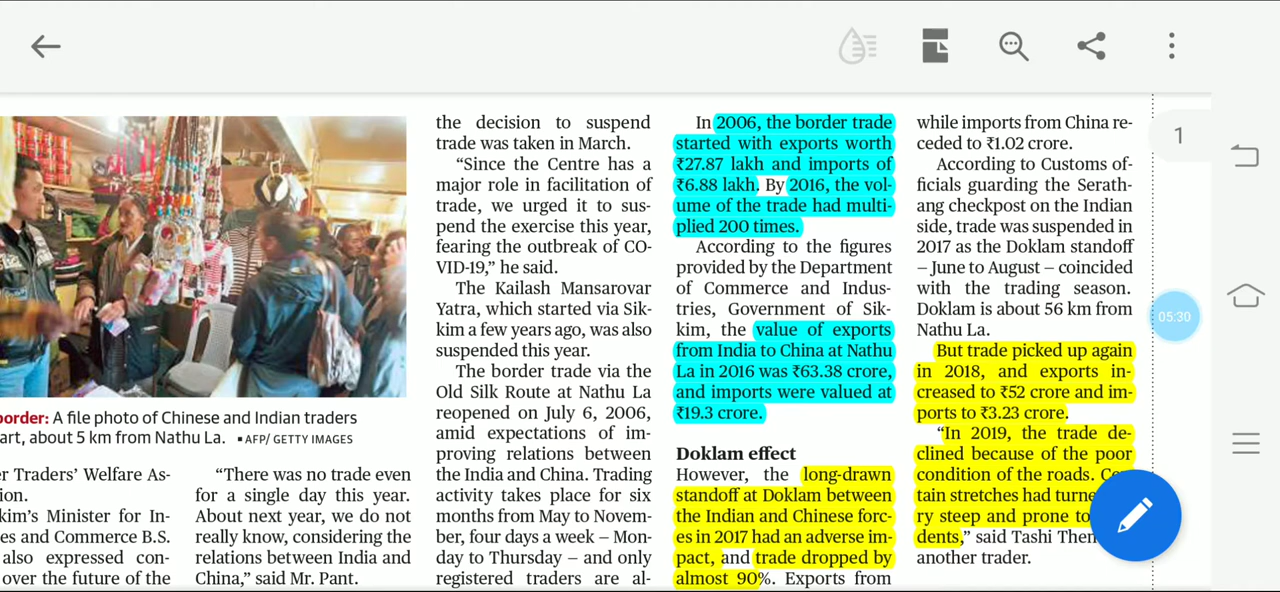 1
05:30
border: A file photo of Chinese and Indian traders
art, about 5 km from Nathu La. ▪ AFP/ GETTY IMAGES
er Traders’ Welfare As-
ion.
kim’s Minister for In-
es and Commerce B.S.
also expressed con-
over the future of the
“There was no trade even
for a single day this year.
About next year, we do not
really know, considering the
relations between India and
China,” said Mr. Pant.
the decision to suspend
trade was taken in March.
“Since the Centre has a
major role in facilitation of
trade, we urged it to sus-
pend the exercise this year,
fearing the outbreak of CO-
VID-19,” he said.
The Kailash Mansarovar
Yatra, which started via Sik-
kim a few years ago, was also
suspended this year.
The border trade via the
Old Silk Route at Nathu La
reopened on July 6, 2006,
amid expectations of im-
proving relations between
the India and China. Trading
activity takes place for six
months from May to Novem-
ber, four days a week – Mon-
day to Thursday – and only
registered traders are al-
In 2006, the border trade
started with exports worth
₹27.87 lakh and imports of
₹6.88 lakh. By 2016, the vol-
ume of the trade had multi-
plied 200 times.
According to the figures
provided by the Department
of Commerce and Indus-
tries, Government of Sik-
kim, the value of exports
from India to China at Nathu
La in 2016 was ₹63.38 crore,
and imports were valued at
₹19.3 crore.
Doklam effect
However, the long-drawn
standoff at Doklam between
the Indian and Chinese forc-
es in 2017 had an adverse im-
pact, and trade dropped by
almost 90%. Exports from
while imports from China re-
ceded to ₹1.02 crore.
According to Customs of-
ficials guarding the Serath-
ang checkpost on the Indian
side, trade was suspended in
2017 as the Doklam standoff
– June to August – coincided
with the trading season.
Doklam is about 56 km from
Nathu La.
But trade picked up again
in 2018, and exports in-
creased to ₹52 crore and im-
ports to ₹3.23 crore.
“In 2019, the trade de-
clined because of the poor
condition of the roads.
tain stretches had turne
ry steep and prone to
dents,” said Tashi Then
another trader.